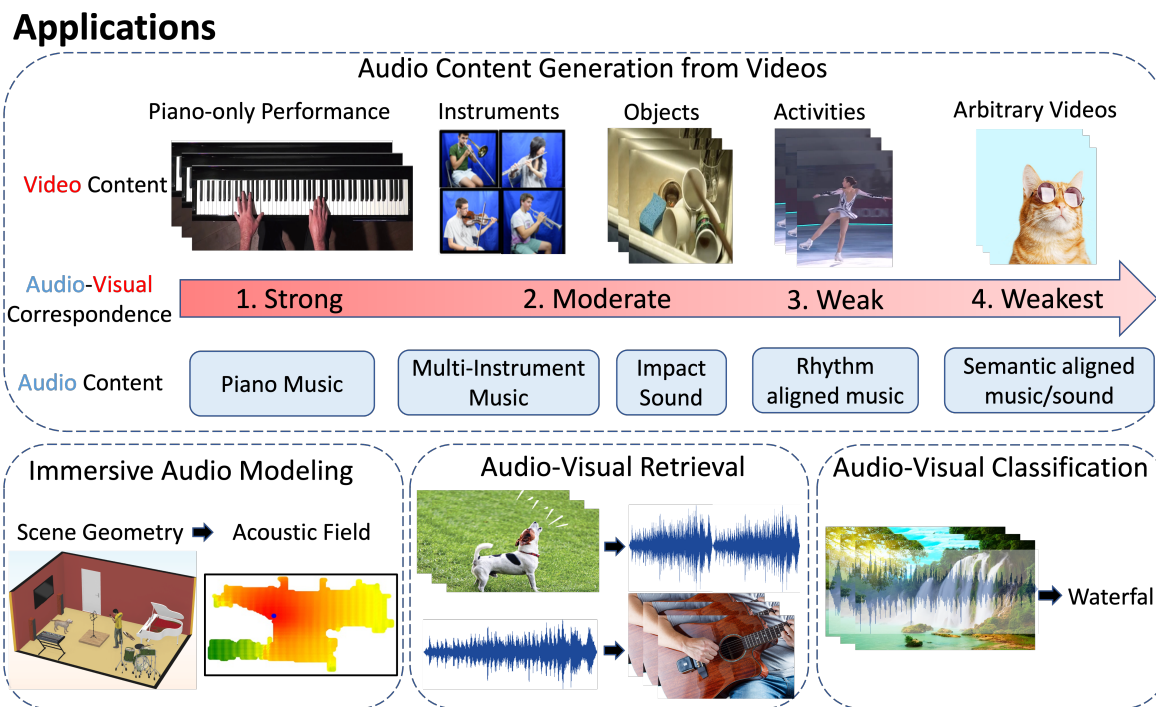 Applications
Audio Content Generation from Videos
Piano-only Performance
Instruments
Objects
Activities
Arbitrary Videos
Video Content
Audio-Visual
Correspondence
1. Strong
2. Moderate
3. Weak
4. Weakest
Audio Content
Piano Music
Multi-Instrument
Music
Impact
Sound
Rhythm
aligned music
Semantic aligned
music/sound
Immersive Audio Modeling
Scene Geometry
Acoustic Field
Audio-Visual Retrieval
Audio-Visual Classification
Waterfal